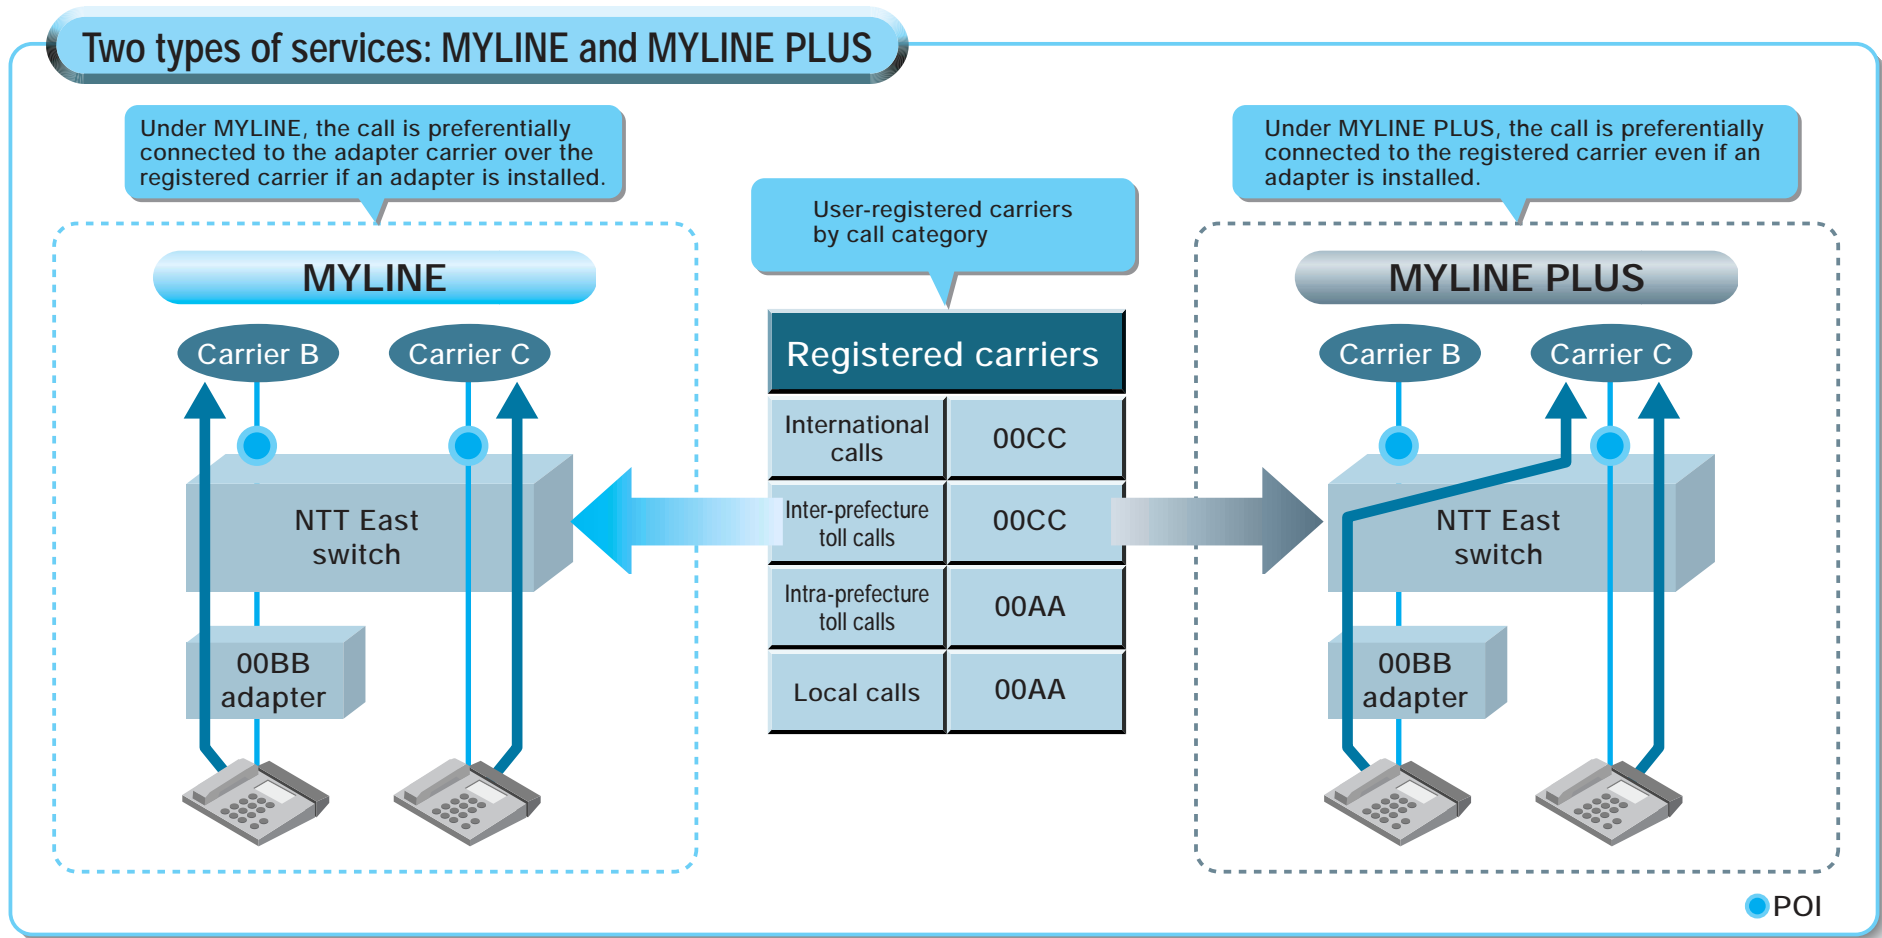 Two types of services: MYLINE and MYLINE PLUS
Under MYLINE, the call is preferentially
connected to the adapter carrier over the
registered carrier if an adapter is installed.
MYLINE
Carrier B
Carrier C
NTT East
switch
00BB
adapter
User-registered carriers
by call category
Registered carriers
International
calls
00CC
Inter-prefecture
toll calls
00CC
Intra-prefecture
toll calls
00AA
Local calls
00AA
Under MYLINE PLUS, the call is preferentially
connected to the registered carrier even if an
adapter is installed.
MYLINE PLUS
Carrier B
Carrier C
NTT East
switch
00BB
adapter
POI